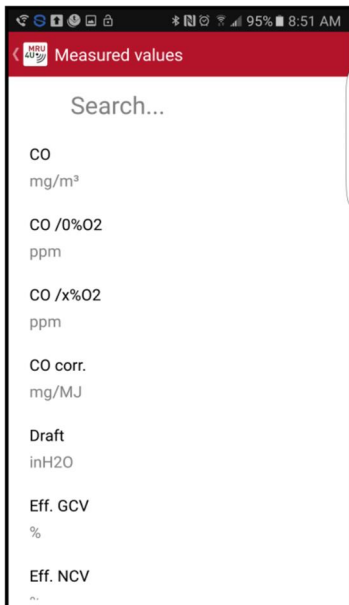 95% 8:51 AM
MRU
4U
Measured values
Search...
CO
mg/m³
CO /0%O2
ppm
CO /x%O2
ppm
CO corr.
mg/MJ
Draft
inH2O
Eff. GCV
%
Eff. NCV